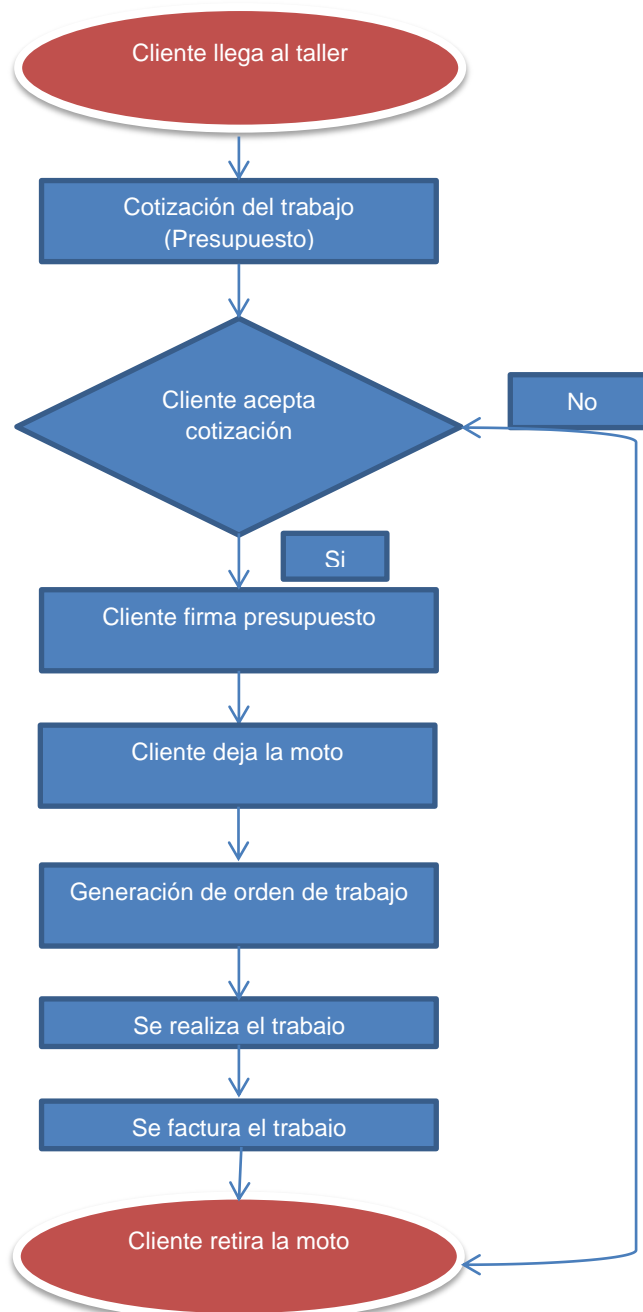 Cliente llega al taller
Cotización del trabajo
(Presupuesto)
Cliente acepta
cotización
No
Si
Cliente firma presupuesto
Cliente deja la moto
Generación de orden de trabajo
Se realiza el trabajo
Se factura el trabajo
Cliente retira la moto